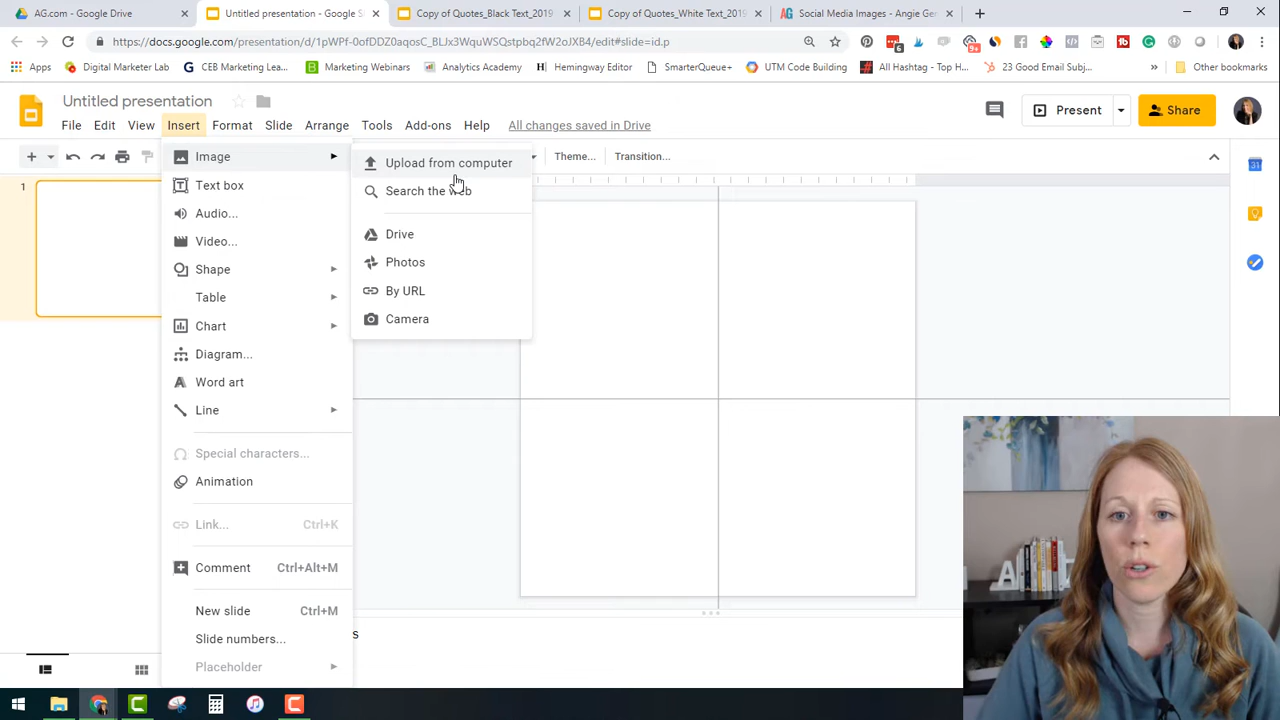 AG.com - Google Drive
Untitled presentation - Google Sl
Copy of Quotes_Black Text_2019
Copy of Quotes_White Text_2019
Social Media Images - Angie Ger
https://docs.google.com/presentation/d/1pWPf-0ofDDZ0aqosC_BLJx3WquWSQstpbq2fW2oJXB4/edit#slide=id.p
6
9+
Apps
Digital Marketer Lab
CEB Marketing Lea...
Marketing Webinars
Analytics Academy
Hemingway Editor
SmarterQueue+
UTM Code Building
All Hashtag - Top H...
23 Good Email Subj...
Other bookmarks
Untitled presentation
File Edit View Insert Format Slide Arrange Tools Add-ons Help All changes saved in Drive
Present
Share
Theme... Transition...
1
Image
Text box
Audio...
Video...
Shape
Table
Chart
Diagram...
Word art
Line
Special characters...
Animation
Link... Ctrl+K
Comment Ctrl+Alt+M
New slide Ctrl+M
Slide numbers...
Placeholder
Upload from computer
Search the web
Drive
Photos
By URL
Camera
s
31
A